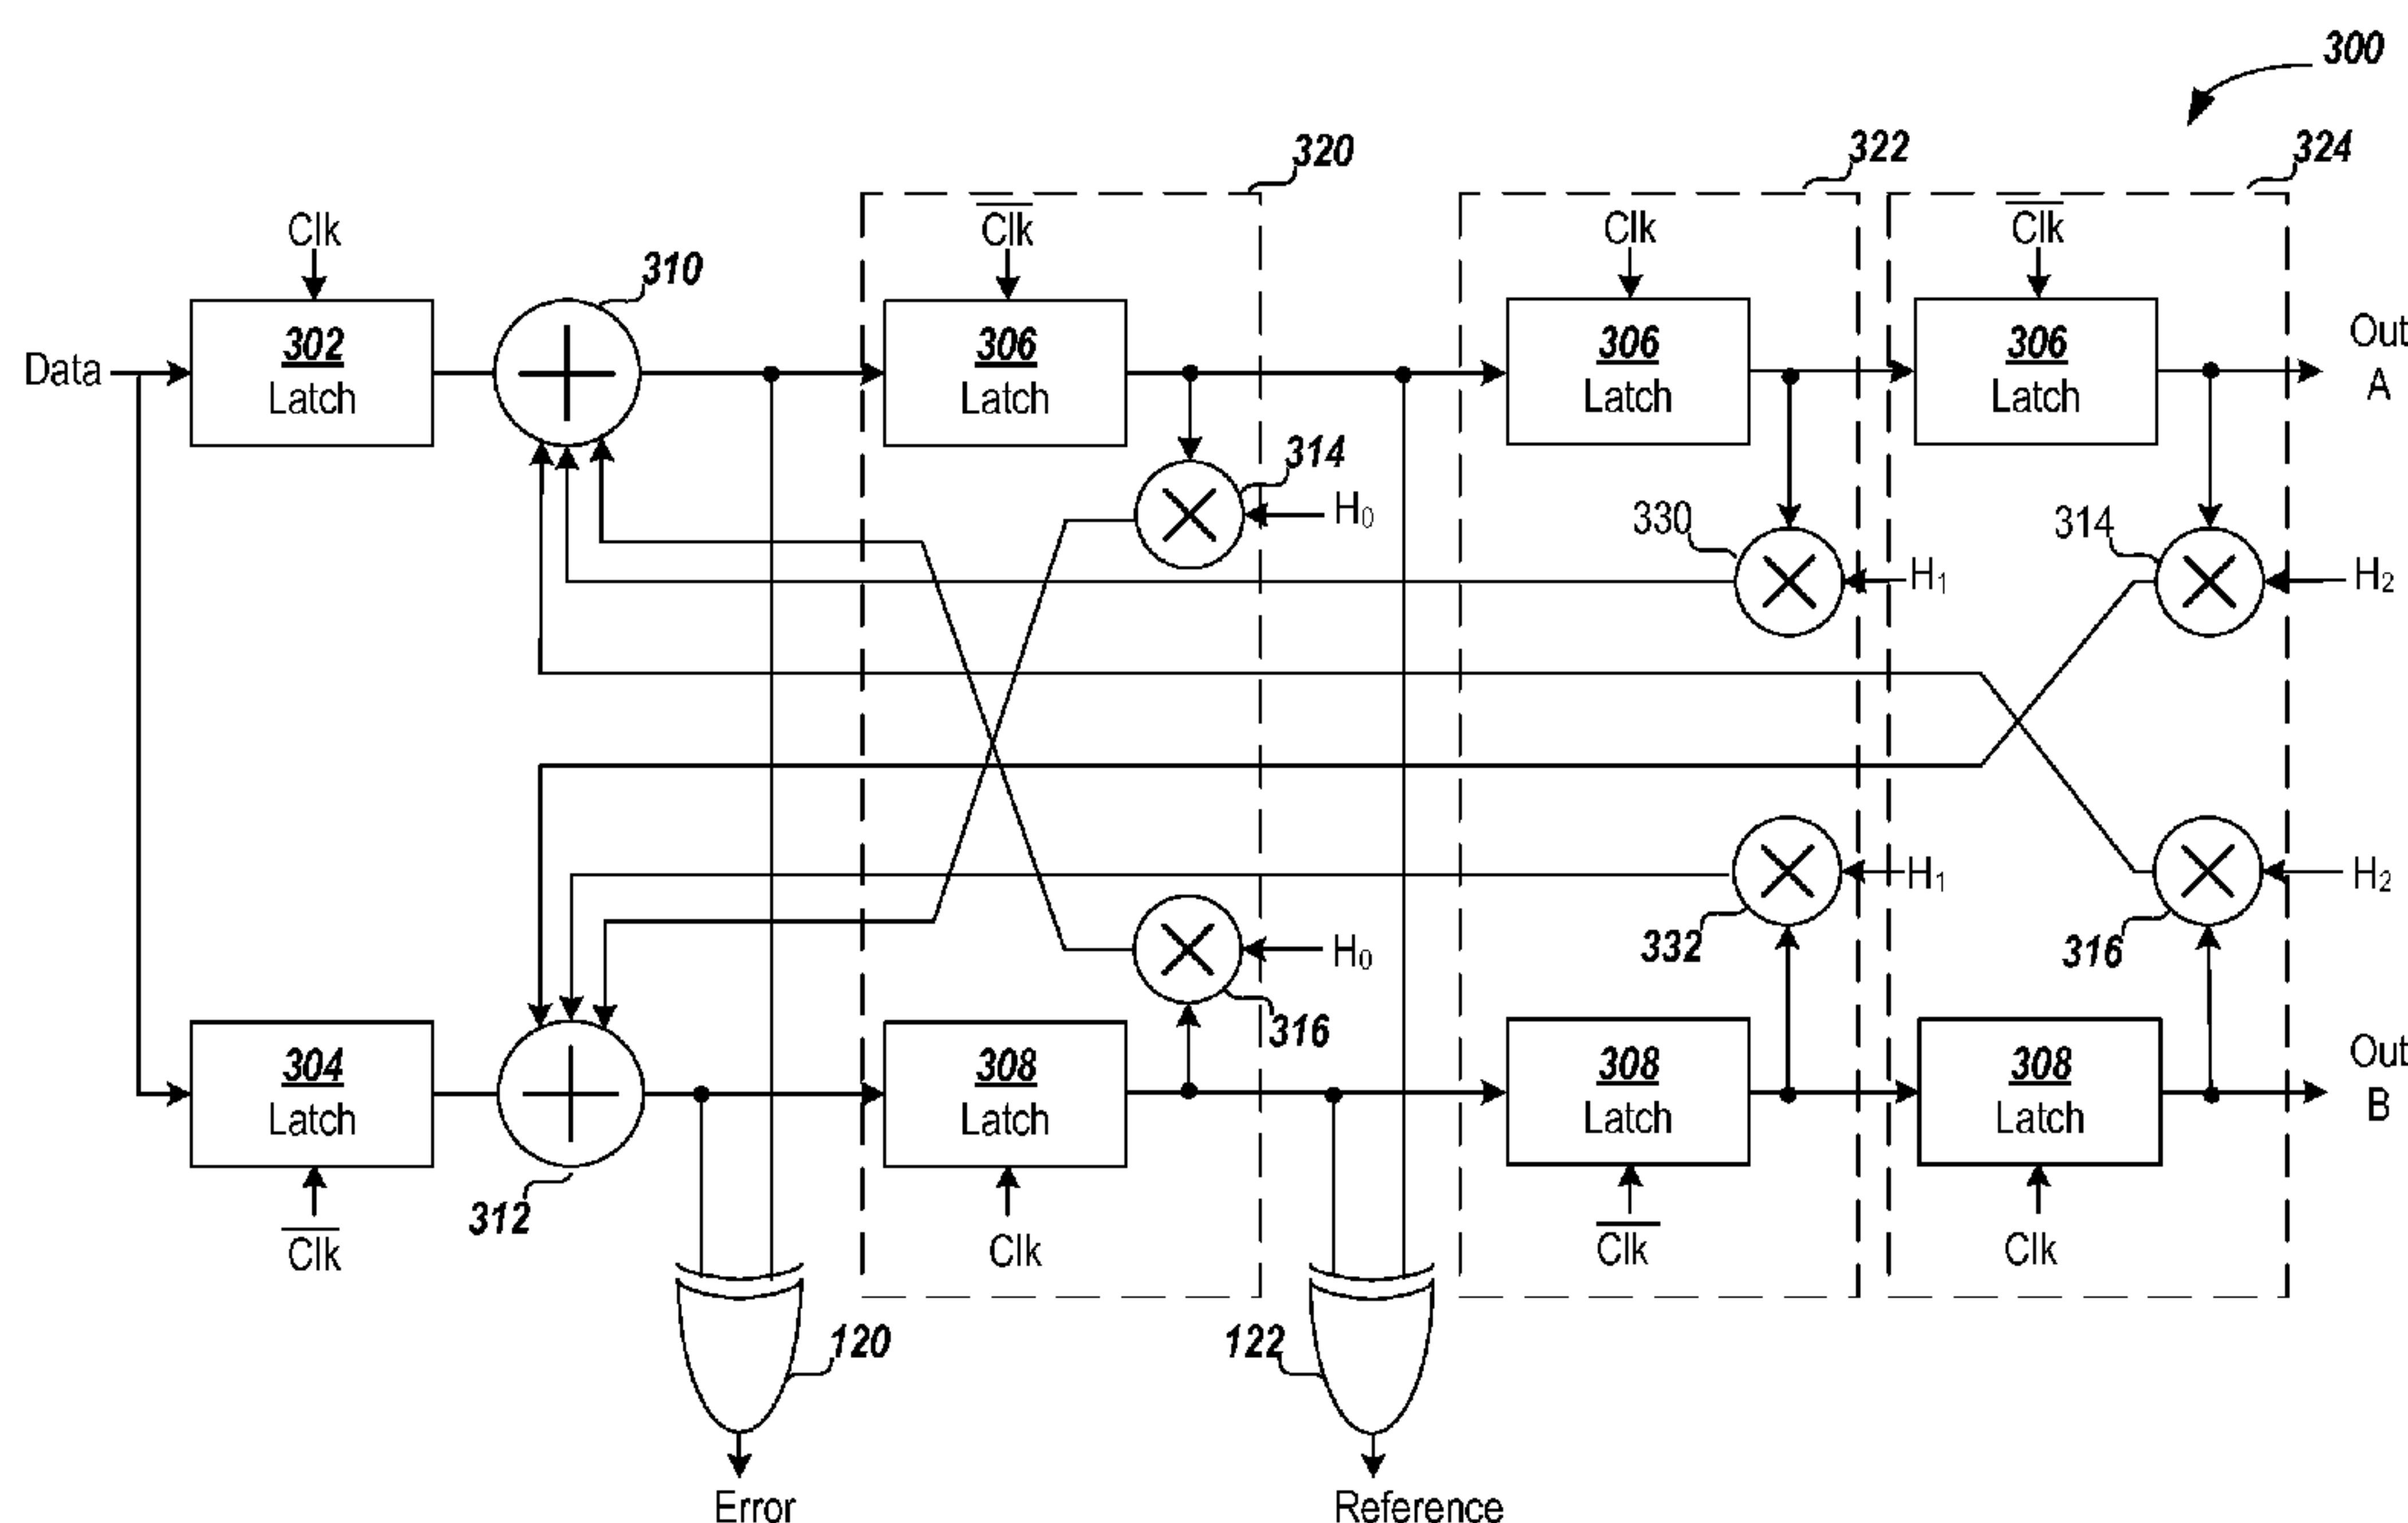 300
320
322
324
Clk
Clk
Clk
Clk
310
Data
302
Latch
306
Latch
306
Latch
306
Latch
Out
A
314
H0
330
H1
314
H2
332
H1
316
H2
H0
316
304
Latch
312
308
Latch
308
Latch
308
Latch
Out
B
Clk
Clk
Clk
Clk
120
122
Error
Reference